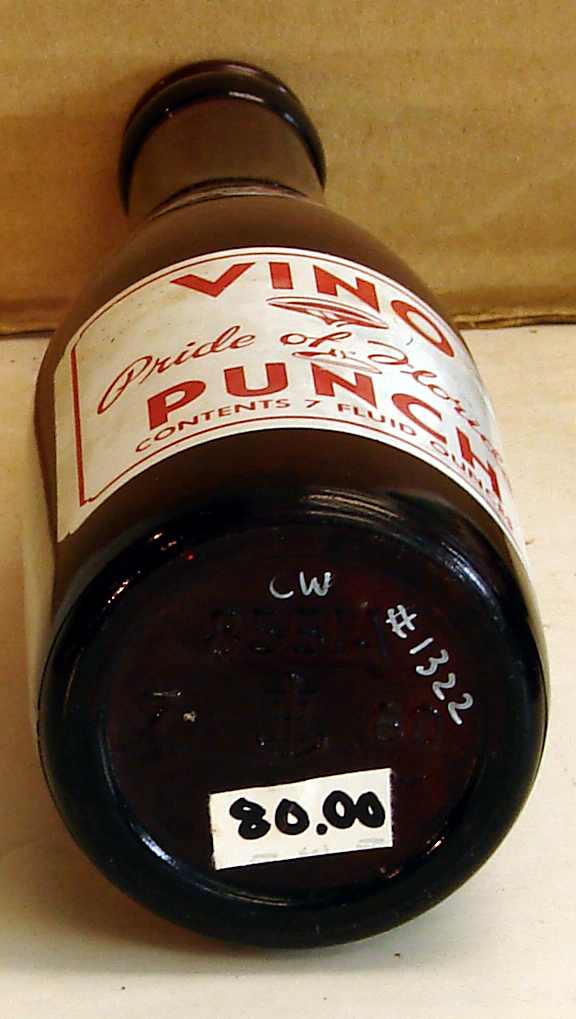 VINO
Pride of Florida
PUNCH
CONTENTS 7 FLUID OUNCES
CW
#1322
80.00